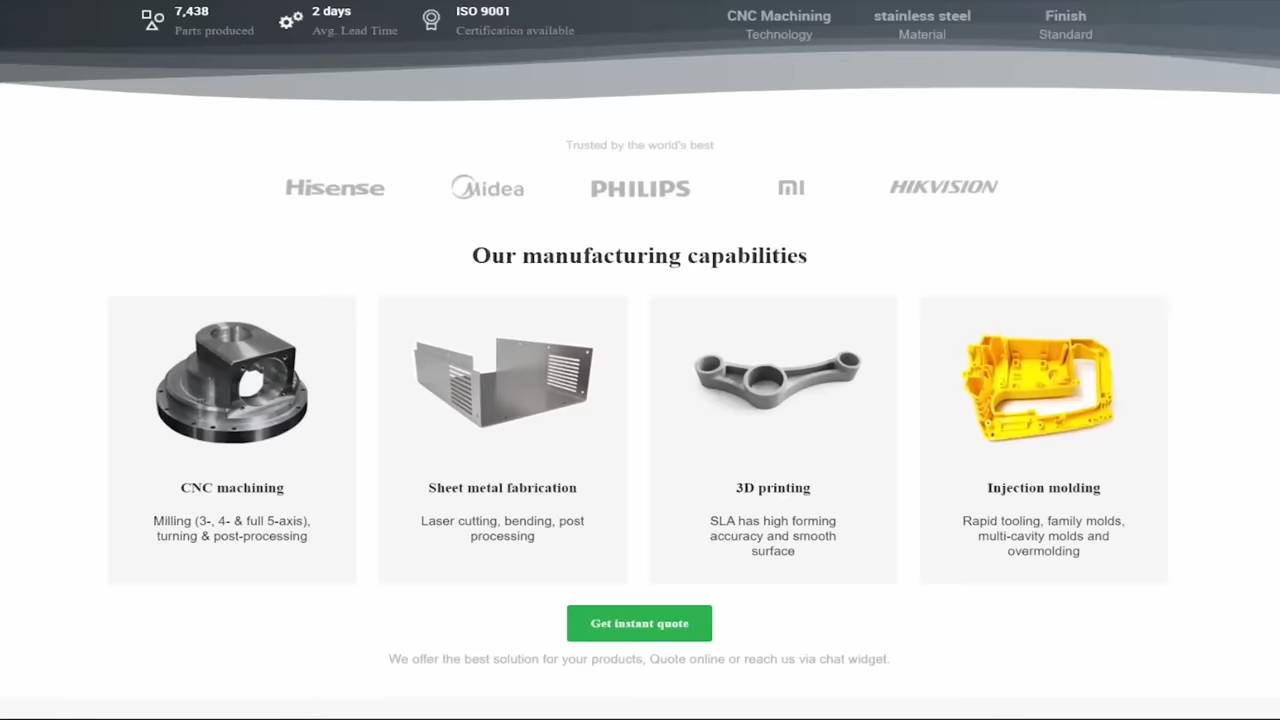 7,438
Parts produced
2 days
Avg. Lead Time
ISO 9001
Certification available
CNC Machining
Technology
stainless steel
Material
Finish
Standard
Trusted by the world's best
Hisense
Midea
PHILIPS
MI
HIKVISION
Our manufacturing capabilities
CNC machining
Milling (3-, 4- & full 5-axis),
turning & post-processing
Sheet metal fabrication
Laser cutting, bending, post
processing
3D printing
SLA has high forming
accuracy and smooth
surface
Injection molding
Rapid tooling, family molds,
multi-cavity molds and
overmolding
Get instant quote
We offer the best solution for your products, Quote online or reach us via chat widget.